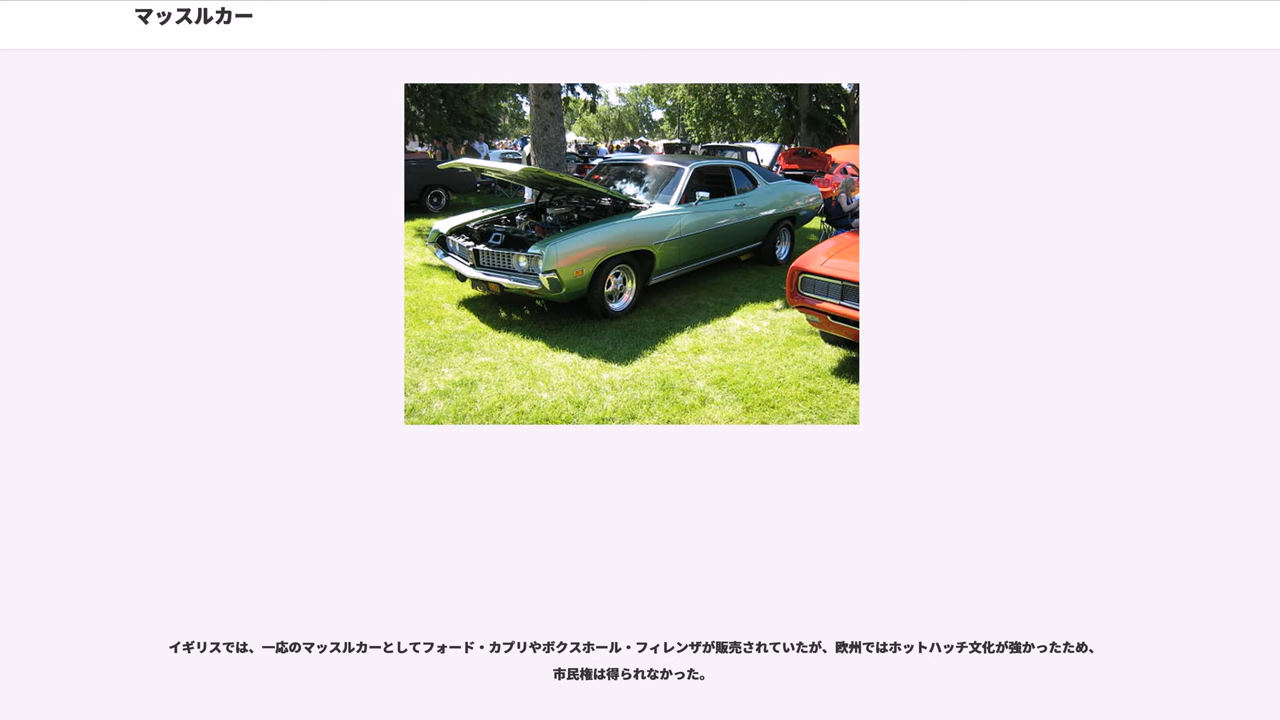 マッスルカー
イギリスでは、一応のマッスルカーとしてフォード・カプリやボクスホール・フィレンザが販売されていたが、欧州ではホットハッチ文化が強かったため、
市民権は得られなかった。